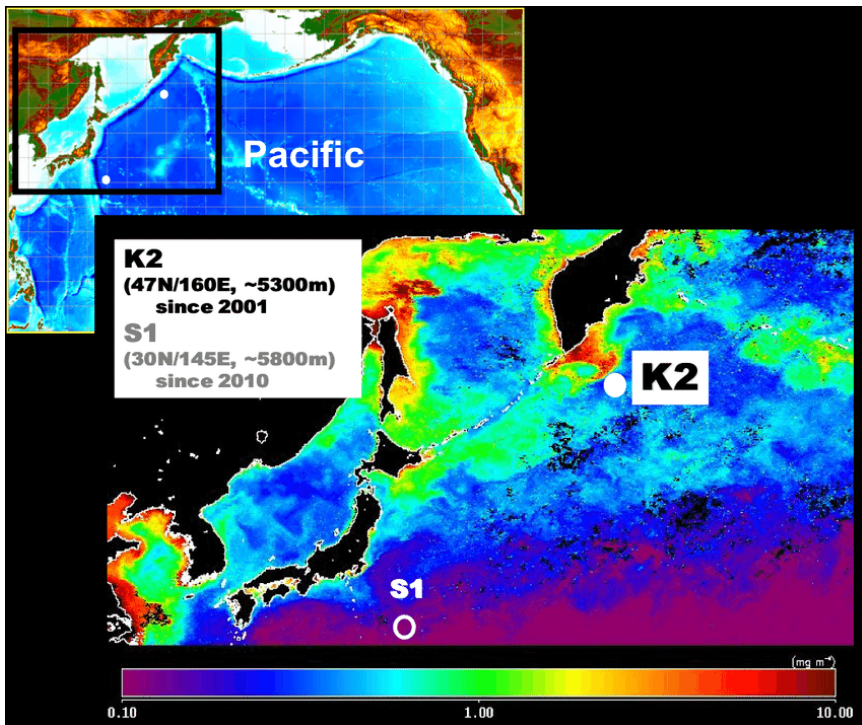 Pacific
K2
(47N/160E, ~5300m)
since 2001
S1
(30N/145E, ~5800m)
since 2010
K2
S1
(mg m⁻³)
0.10 1.00 10.00